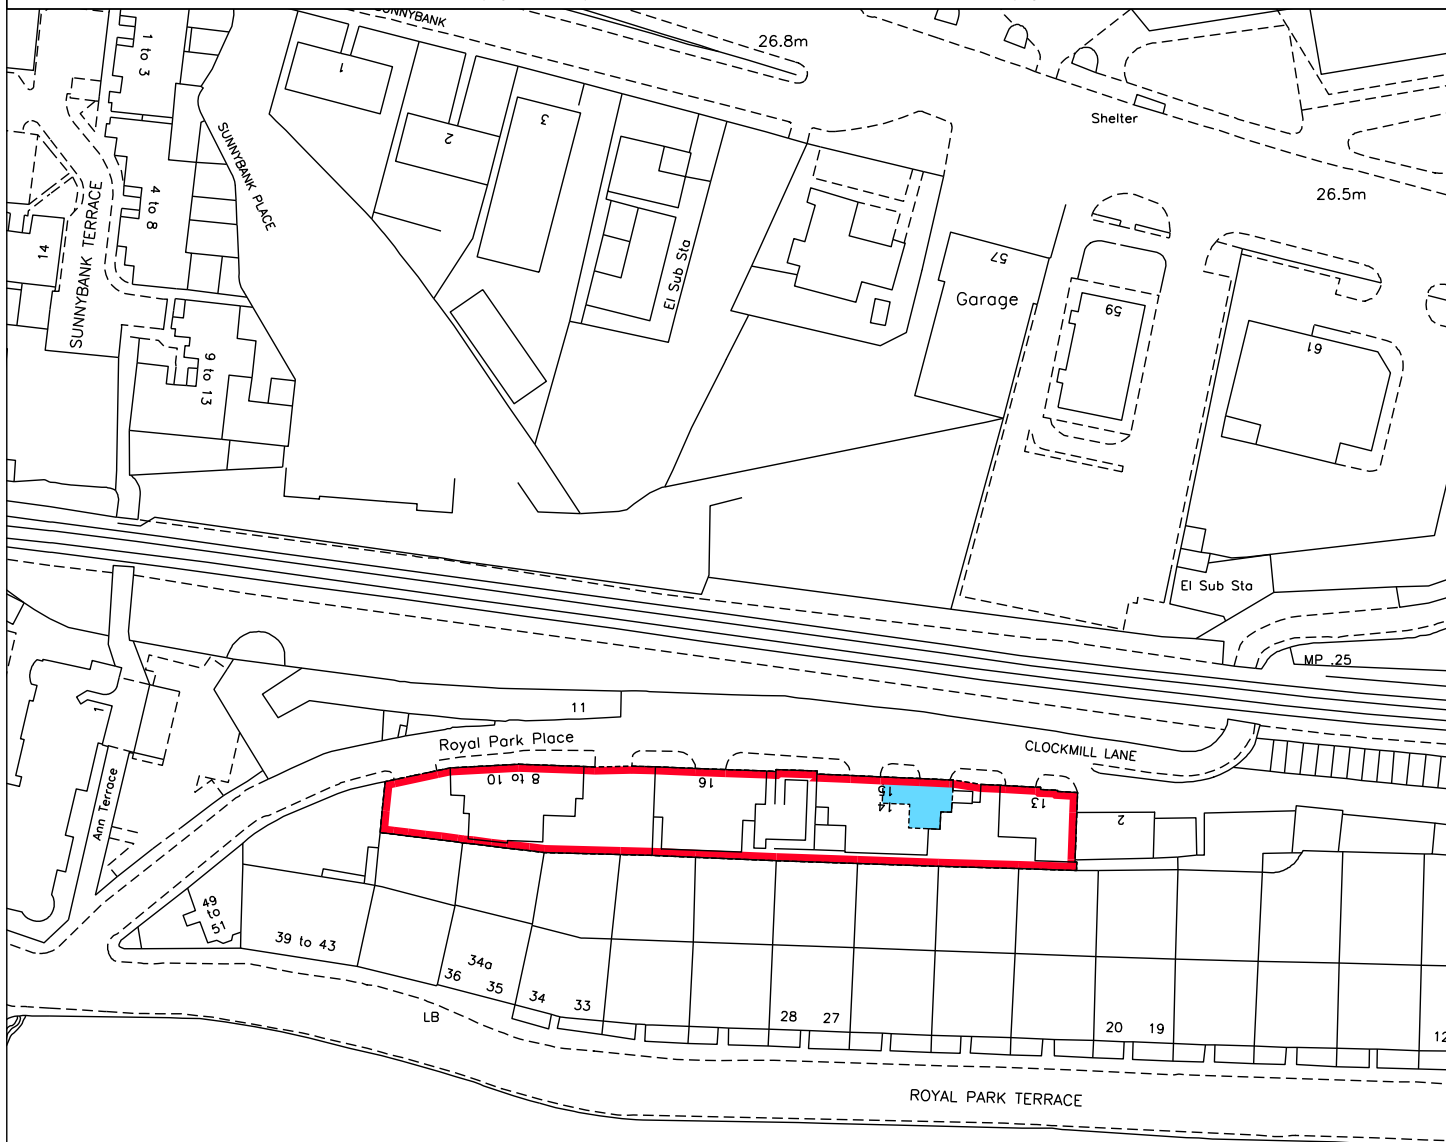 SUNNYBANK
26.8m
1 to 3
1
2
3
Shelter
SUNNYBANK PLACE
26.5m
4 to 8
SUNNYBANK TERRACE
14
El Sub Sta
57
Garage
59
61
9 to 13
El Sub Sta
MP .25
1
11
Royal Park Place
CLOCKMILL LANE
Ann Terrace
8 to 10
16
15
14
13
2
49
to
51
39 to 43
34a
36
35
34
33
LB
28
27
20
19
12
ROYAL PARK TERRACE